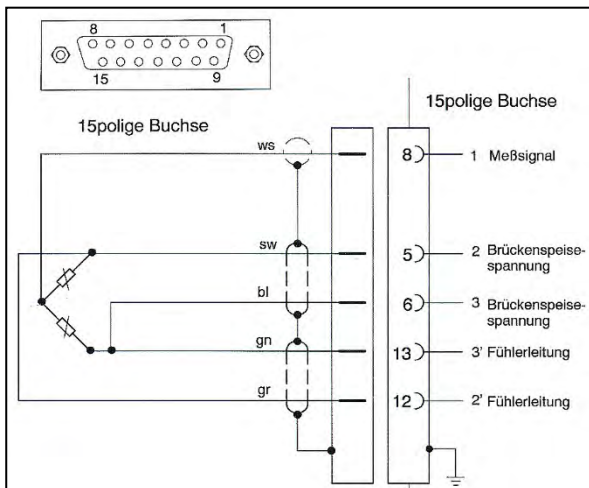 8 1
15 9
15polige Buchse
15polige Buchse
ws 8 1 Meßsignal
sw 5 2 Brückenspeise-
spannung
bl 6 3 Brückenspeise-
spannung
gn 13 3' Fühlerleitung
gr 12 2' Fühlerleitung